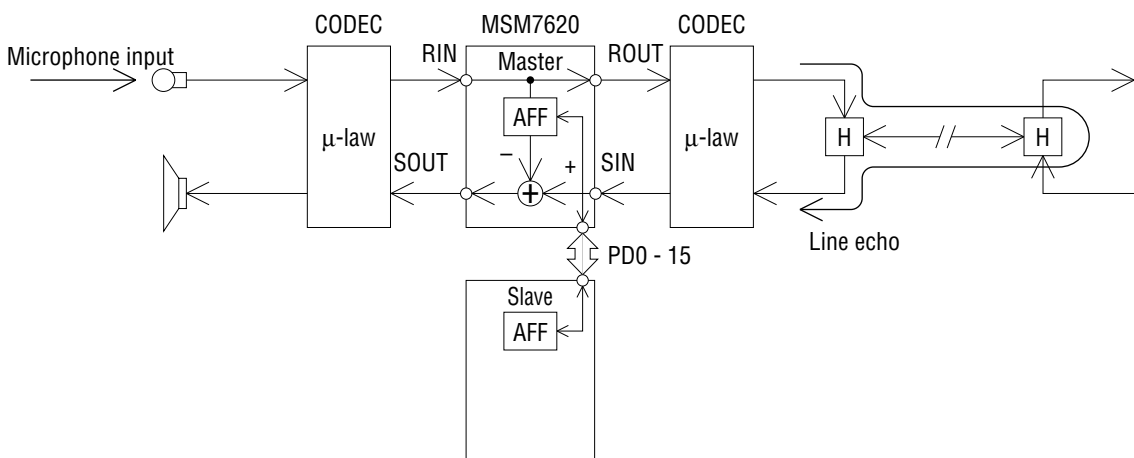 CODEC
MSM7620
CODEC
Microphone input
RIN
Master
ROUT
AFF
μ-law
μ-law
H
H
–
+
SOUT
SIN
+
Line echo
PD0 - 15
Slave
AFF